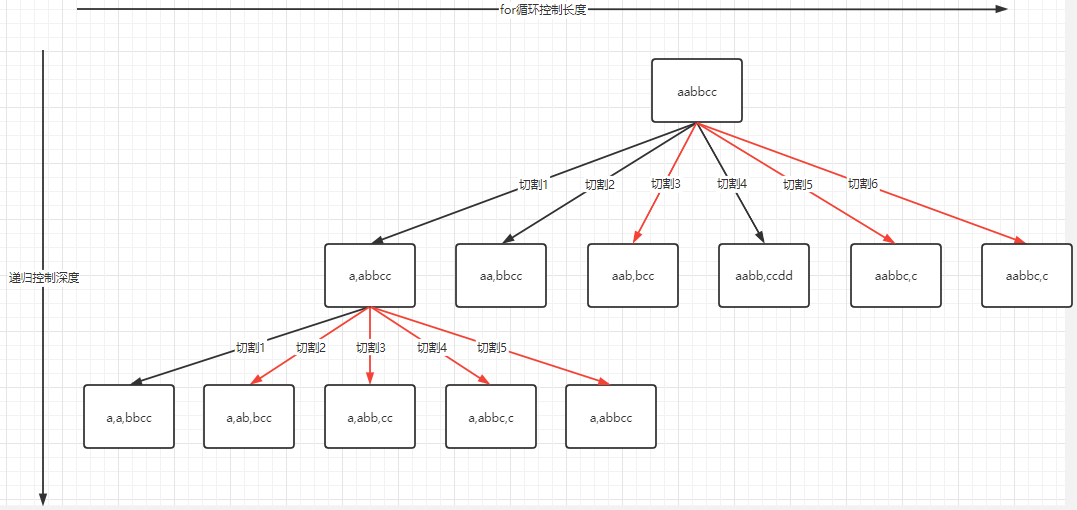 for循环控制长度
aabbcc
切割1
切割2
切割3
切割4
切割5
切割6
递归控制深度
a,abbcc
aa,bbcc
aab,bcc
aabb,ccdd
aabbc,c
aabbc,c
切割1
切割2
切割3
切割4
切割5
a,a,bbcc
a,ab,bcc
a,abb,cc
a,abbc,c
a,abbcc